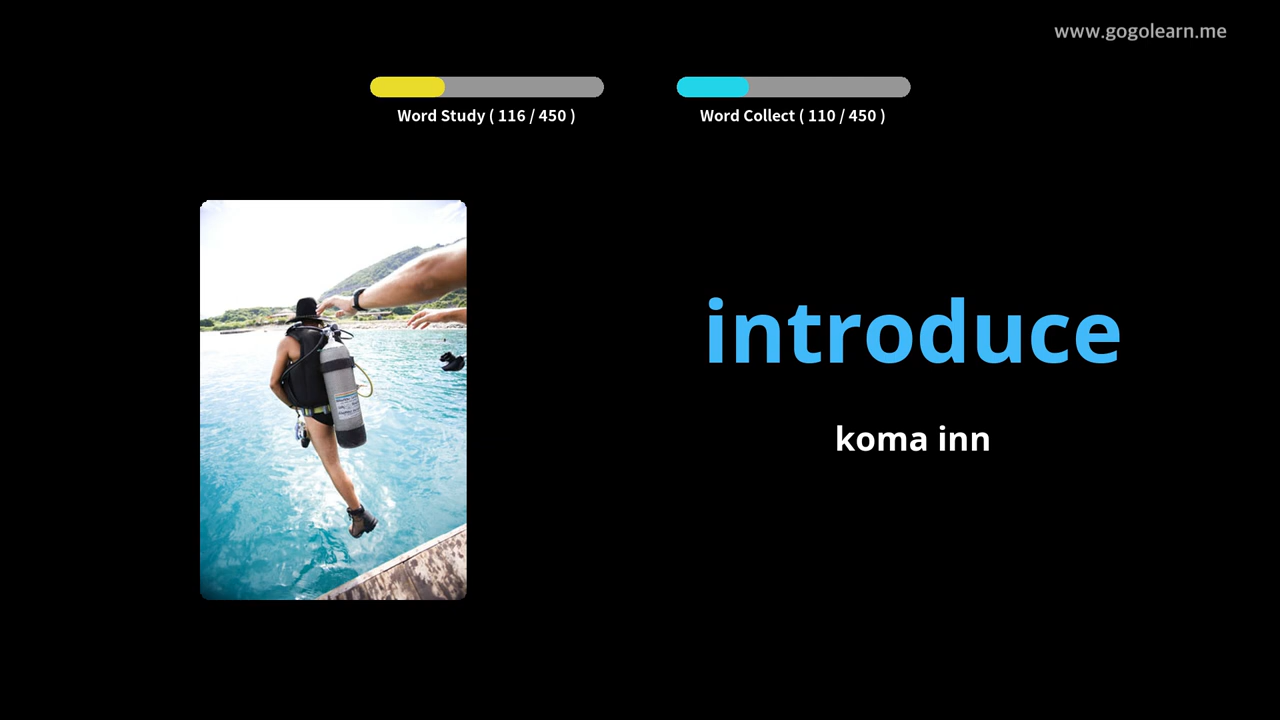 www.gogolearn.me
Word Study ( 116 / 450 )
Word Collect ( 110 / 450 )
introduce
koma inn